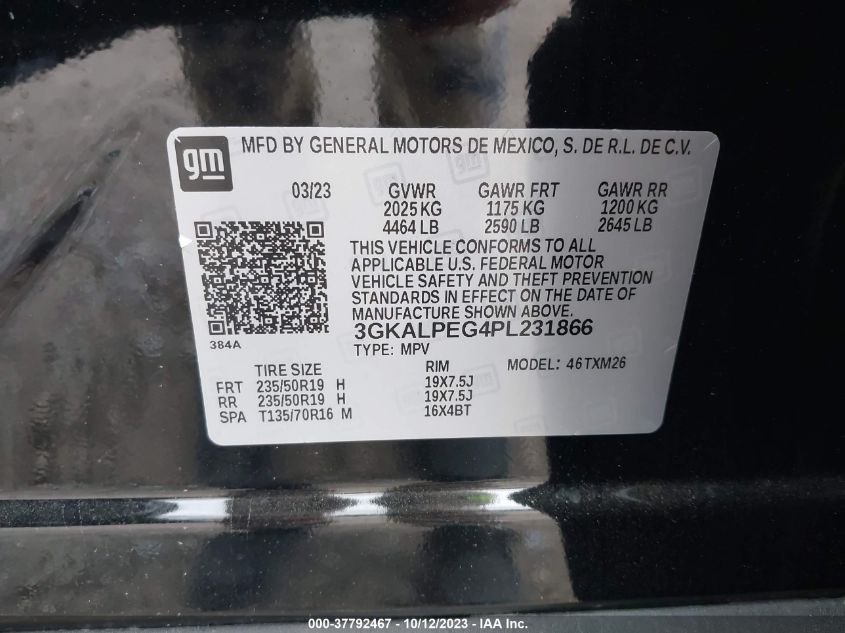 gm
MFD BY GENERAL MOTORS DE MEXICO, S. DE R.L. DE C.V.
03/23 GVWR GAWR FRT GAWR RR
2025 KG 1175 KG 1200 KG
4464 LB 2590 LB 2645 LB
THIS VEHICLE CONFORMS TO ALL
APPLICABLE U.S. FEDERAL MOTOR
VEHICLE SAFETY AND THEFT PREVENTION
STANDARDS IN EFFECT ON THE DATE OF
MANUFACTURE SHOWN ABOVE.
3GKALPEG4PL231866
384A
TYPE: MPV
TIRE SIZE RIM MODEL: 46TXM26
FRT 235/50R19 H 19X7.5J
RR 235/50R19 H 19X7.5J
SPA T135/70R16 M 16X4BT
000-37792467 - 10/12/2023 - IAAI.com